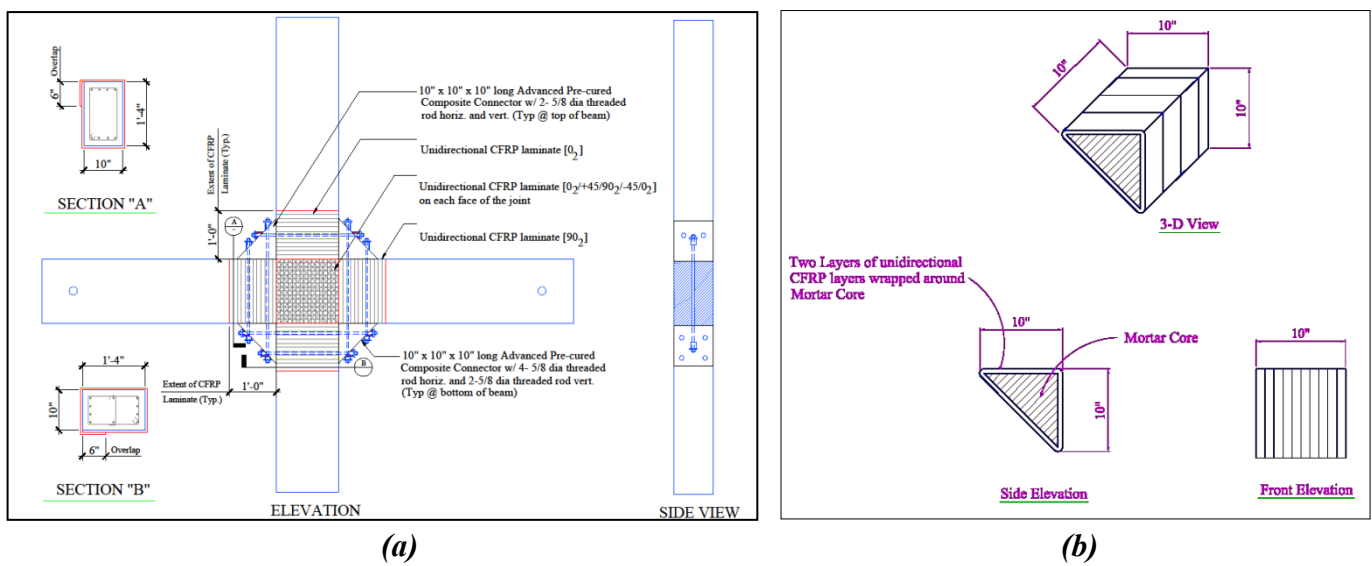 Overlap
6"
1'-4"
10"
SECTION "A"
Extent of CFRP
Laminate (Typ.)
1'-0"
A
10" x 10" x 10" long Advanced Pre-cured
Composite Connector w/ 2- 5/8 dia threaded
rod horiz. and vert. (Typ @ top of beam)
Unidirectional CFRP laminate [0₂]
Unidirectional CFRP laminate [0₂/+45/90₂/-45/0₂]
on each face of the joint
Unidirectional CFRP laminate [90₂]
10" x 10" x 10" long Advanced Pre-cured
Composite Connector w/ 4- 5/8 dia threaded
rod horiz. and 2-5/8 dia threaded rod vert.
(Typ @ bottom of beam)
B
Extent of CFRP
Laminate (Typ.)
1'-0"
1'-4"
10"
6"
Overlap
SECTION "B"
ELEVATION
SIDE VIEW
(a)
10"
10"
10"
3-D View
Two Layers of unidirectional
CFRP layers wrapped around
Mortar Core
10"
Mortar Core
10"
10"
Side Elevation
Front Elevation
(b)